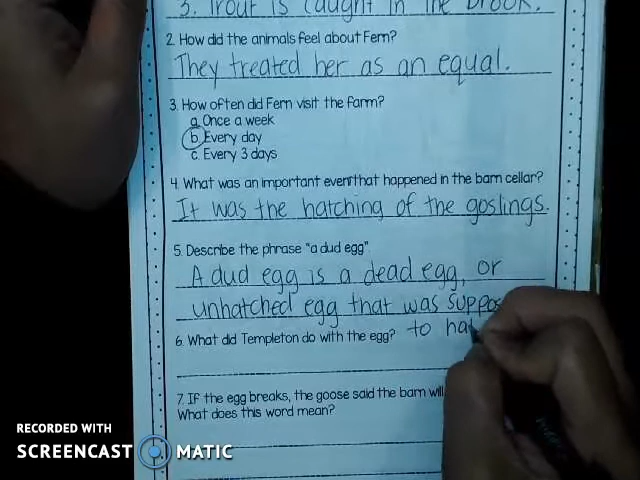 3. Trout is caught in the brook.
2. How did the animals feel about Fern?
They treated her as an equal.
3. How often did Fern visit the farm?
a. Once a week
b. Every day
c. Every 3 days
4. What was an important event that happened in the barn cellar?
It was the hatching of the goslings.
5. Describe the phrase "a dud egg".
A dud egg is a dead egg, or
unhatched egg that was
6. What did Templeton do with the egg? to
7. IF the egg breaks, the goose said the barn will
What does this word mean?
RECORDED WITH
SCREENCAST MATIC